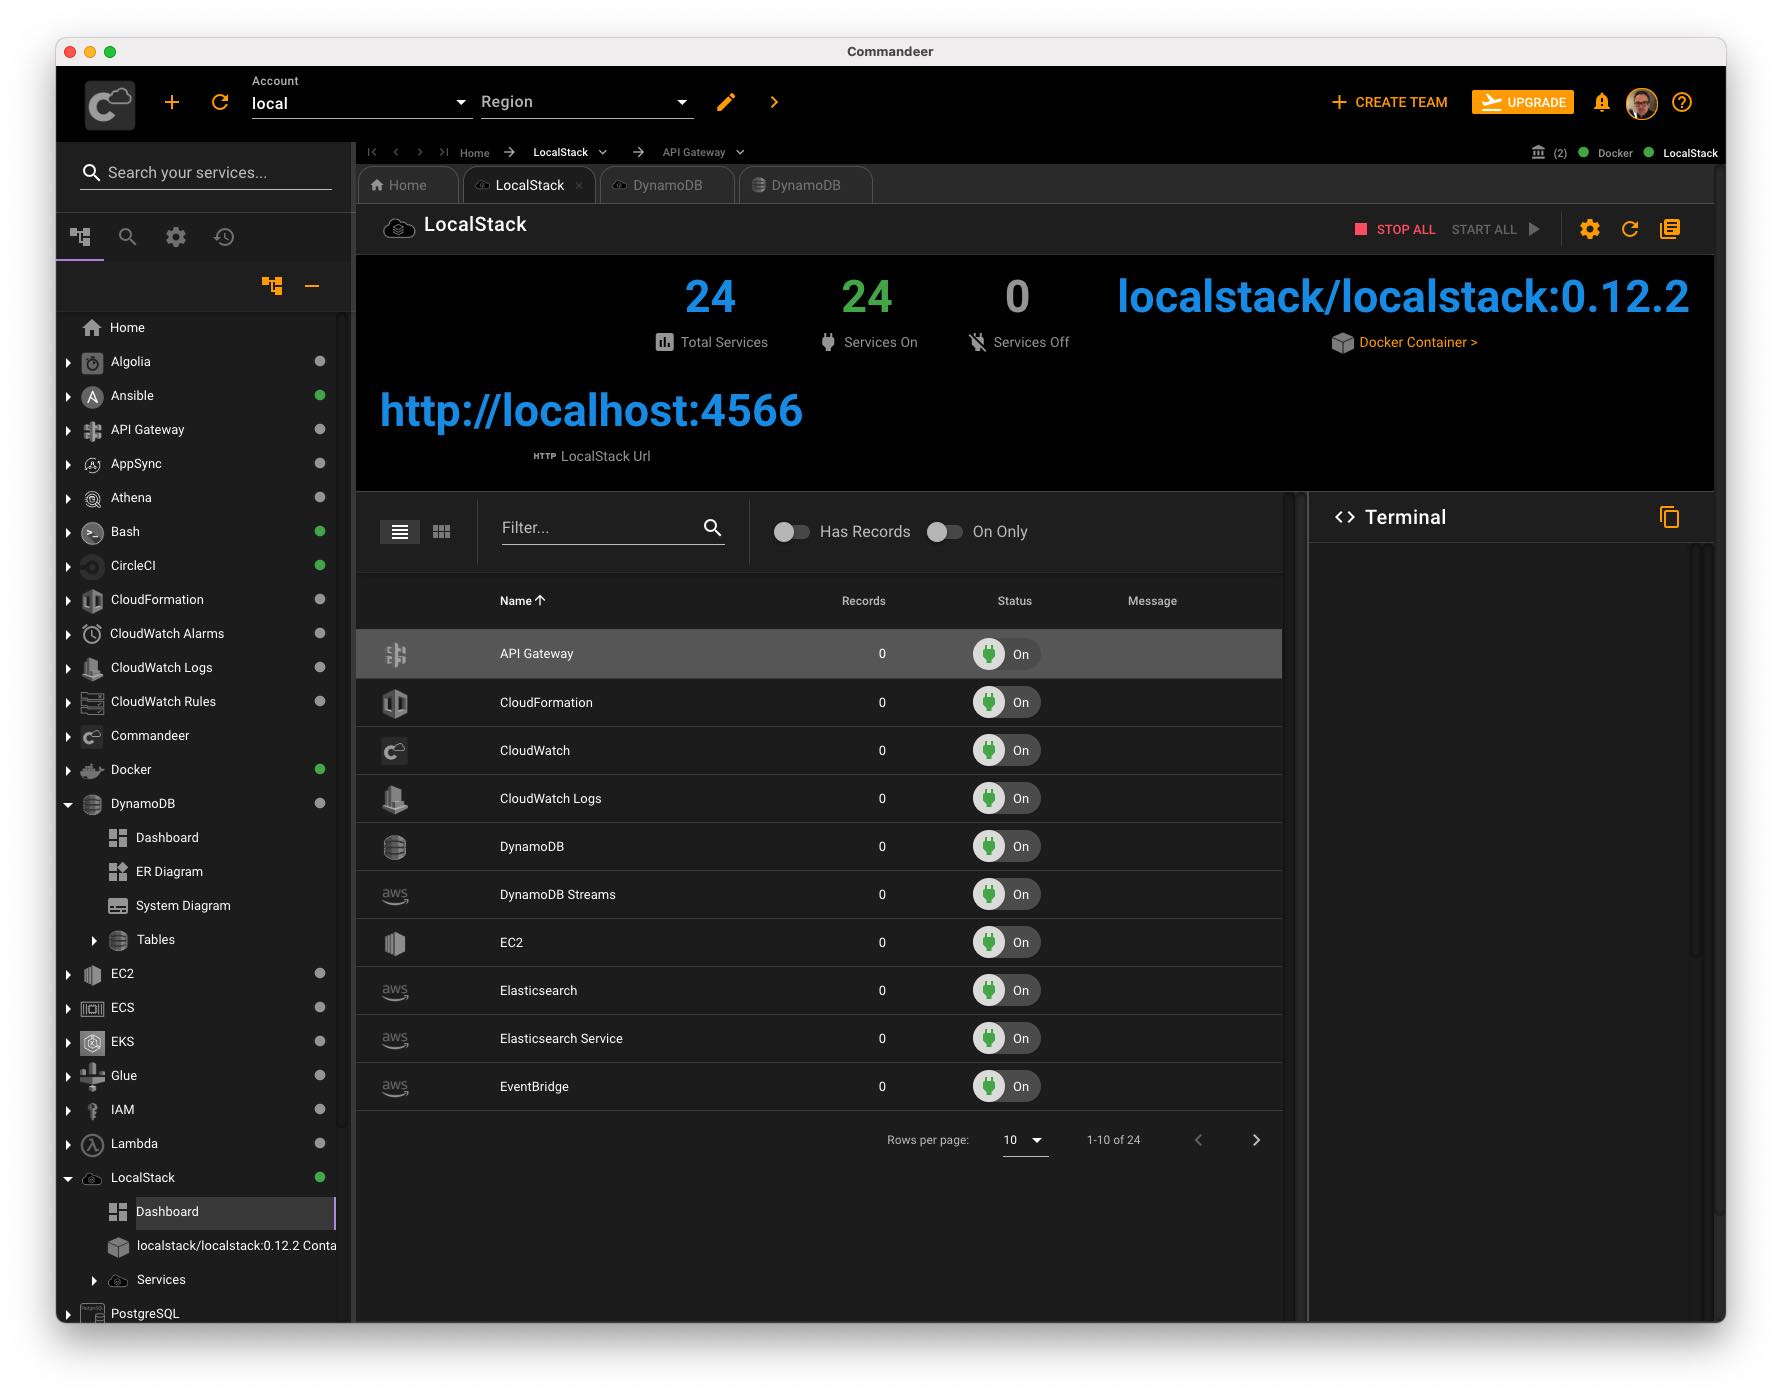 Commandeer
Account
local
Region
CREATE TEAM
UPGRADE
Search your services...
Home
LocalStack
API Gateway
(2)
Docker
LocalStack
Home
LocalStack
DynamoDB
DynamoDB
LocalStack
STOP ALL
START ALL
24
24
0
localstack/localstack:0.12.2
Total Services
Services On
Services Off
Docker Container >
http://localhost:4566
HTTP LocalStack Url
Home
Algolia
Ansible
API Gateway
AppSync
Athena
Bash
CircleCI
CloudFormation
CloudWatch Alarms
CloudWatch Logs
CloudWatch Rules
Commandeer
Docker
DynamoDB
Dashboard
ER Diagram
System Diagram
Tables
EC2
ECS
EKS
Glue
IAM
Lambda
LocalStack
Dashboard
localstack/localstack:0.12.2 Conta
Services
PostgreSQL
Filter...
Has Records
On Only
Terminal
Name Records Status Message
API Gateway 0 On
CloudFormation 0 On
CloudWatch 0 On
CloudWatch Logs 0 On
DynamoDB 0 On
aws DynamoDB Streams 0 On
EC2 0 On
aws Elasticsearch 0 On
aws Elasticsearch Service 0 On
aws EventBridge 0 On
Rows per page: 10 1-10 of 24